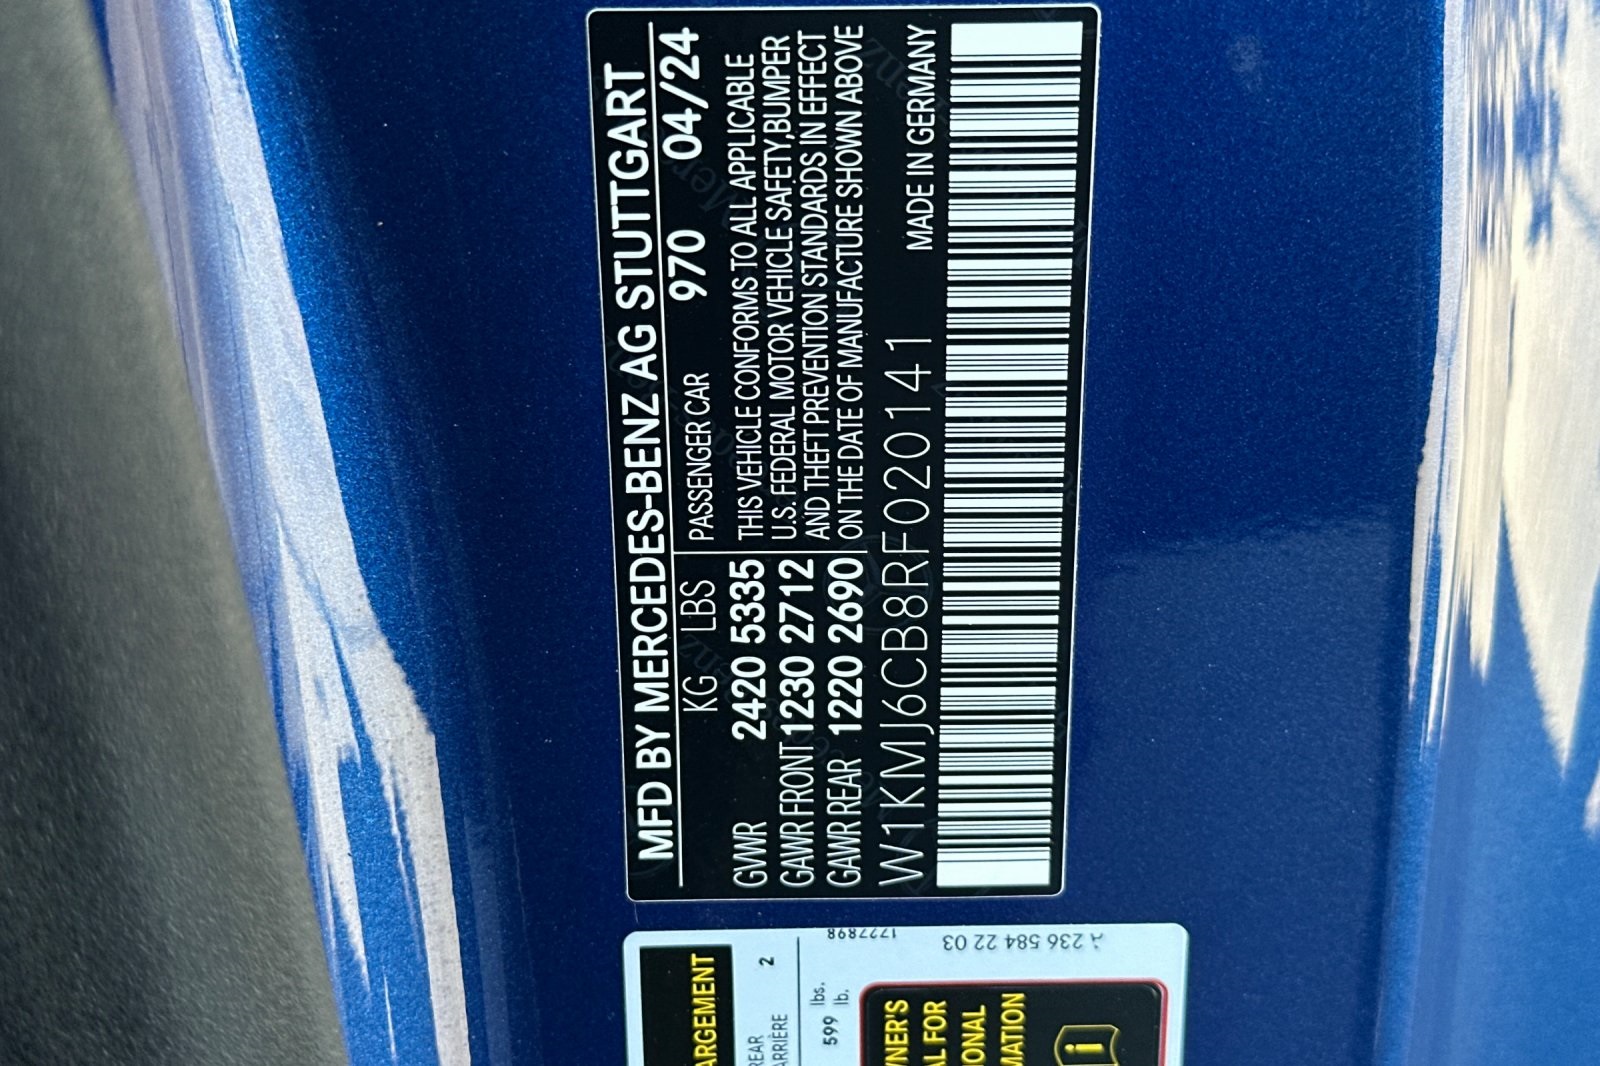 MFD BY MERCEDES-BENZ AG STUTTGART
KG LBS PASSENGER CAR 970 04/24
GVWR 2420 5335 THIS VEHICLE CONFORMS TO ALL APPLICABLE
U.S. FEDERAL MOTOR VEHICLE SAFETY,BUMPER
GAWR FRONT 1230 2712 AND THEFT PREVENTION STANDARDS IN EFFECT
GAWR REAR 1220 2690 ON THE DATE OF MANUFACTURE SHOWN ABOVE
W1KMJ6CB8RF020141 MADE IN GERMANY
ARGEMENT
REAR 2
ARRIÈRE
599 lbs.
lb.
1727898
A 236 584 22 03
WNER'S
AL FOR
IONAL
MATION
i